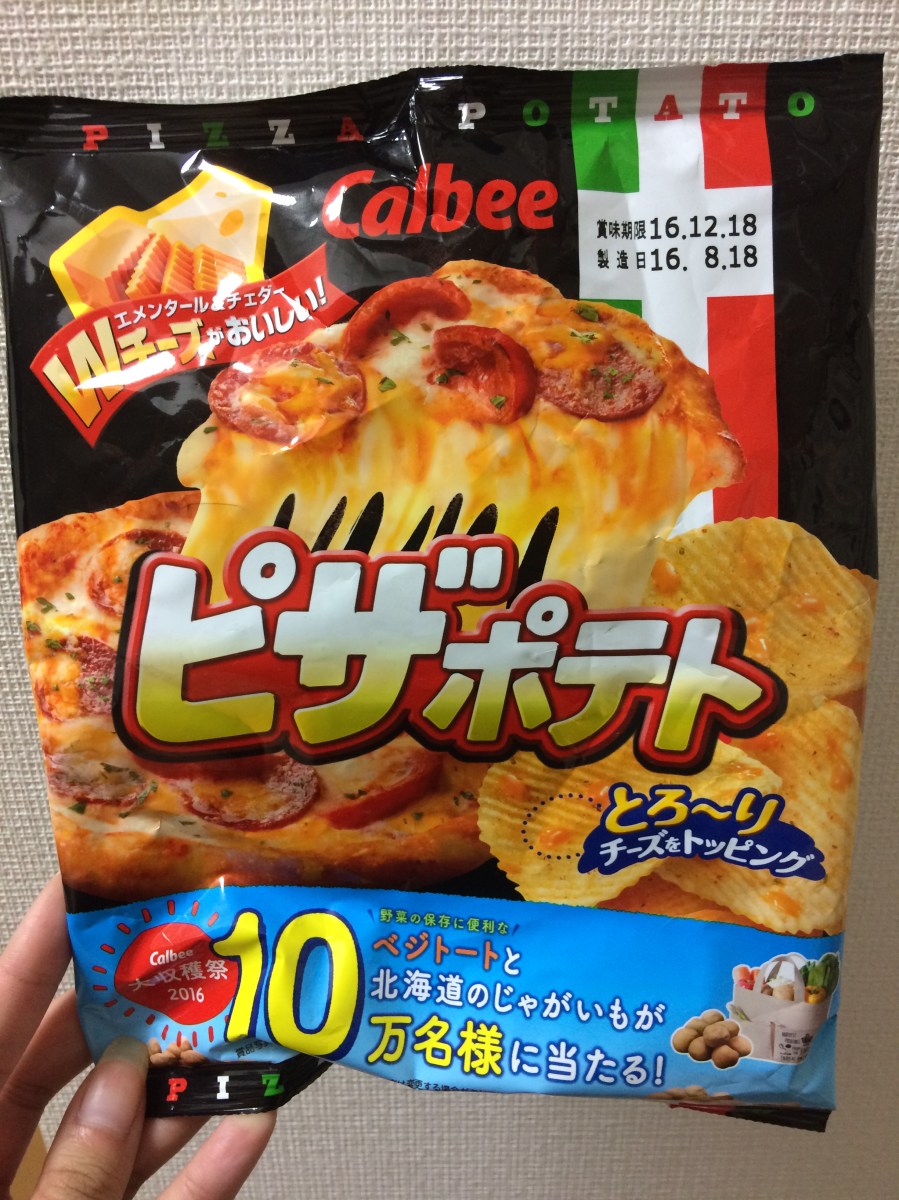 PIZZA POTATO
Calbee
賞味期限16.12.18
製造日16. 8.18
エメンタール&チェダー
Wチーズがおいしい!
ピザポテト
とろ〜り
チーズをトッピング
野菜の保存に便利な
ベジトートと
北海道のじゃがいもが
10万名様に当たる!
Calbee
大収穫祭
2016
PIZ